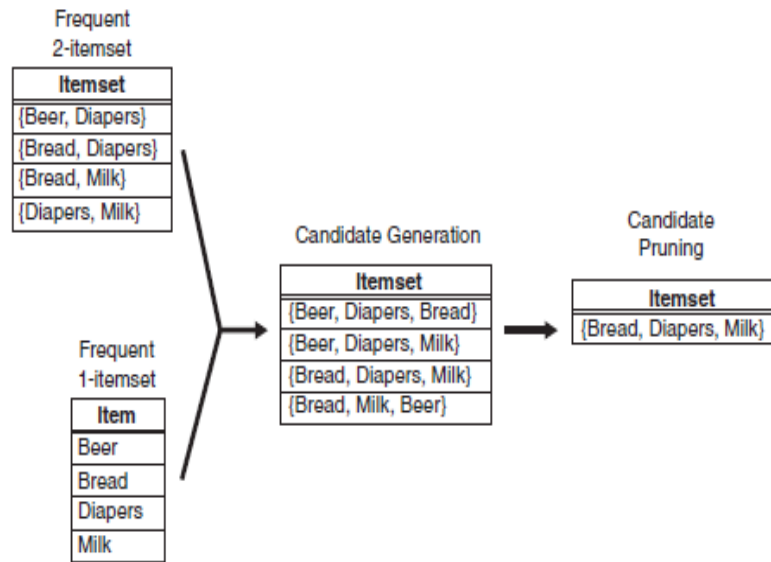 Frequent
2-itemset
Itemset
{Beer, Diapers}
{Bread, Diapers}
{Bread, Milk}
{Diapers, Milk}
Frequent
1-itemset
Item
Beer
Bread
Diapers
Milk
Candidate Generation
Itemset
{Beer, Diapers, Bread}
{Beer, Diapers, Milk}
{Bread, Diapers, Milk}
{Bread, Milk, Beer}
Candidate
Pruning
Itemset
{Bread, Diapers, Milk}